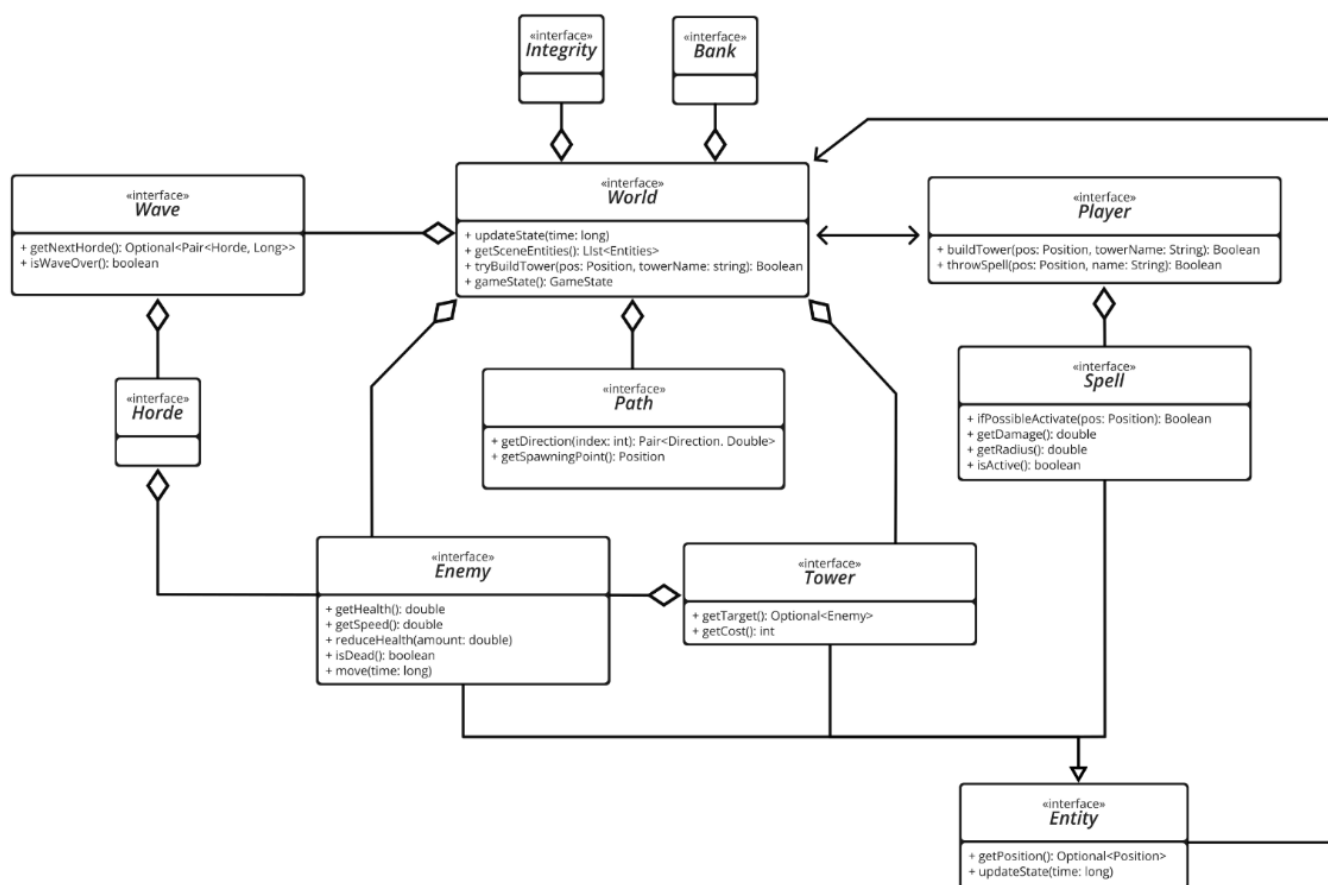 «interface»
Integrity
«interface»
Bank
«interface»
Wave
+ getNextHorde(): Optional<Pair<Horde, Long>>
+ isWaveOver(): boolean
«interface»
World
+ updateState(time: long)
+ getSceneEntities(): LIst<Entities>
+ tryBuildTower(pos: Position, towerName: string): Boolean
+ gameState(): GameState
«interface»
Player
+ buildTower(pos: Position, towerName: String): Boolean
+ throwSpell(pos: Position, name: String): Boolean
«interface»
Horde
«interface»
Path
+ getDirection(index: int): Pair<Direction. Double>
+ getSpawningPoint(): Position
«interface»
Spell
+ ifPossibleActivate(pos: Position): Boolean
+ getDamage(): double
+ getRadius(): double
+ isActive(): boolean
«interface»
Enemy
+ getHealth(): double
+ getSpeed(): double
+ reduceHealth(amount: double)
+ isDead(): boolean
+ move(time: long)
«interface»
Tower
+ getTarget(): Optional<Enemy>
+ getCost(): int
«interface»
Entity
+ getPosition(): Optional<Position>
+ updateState(time: long)